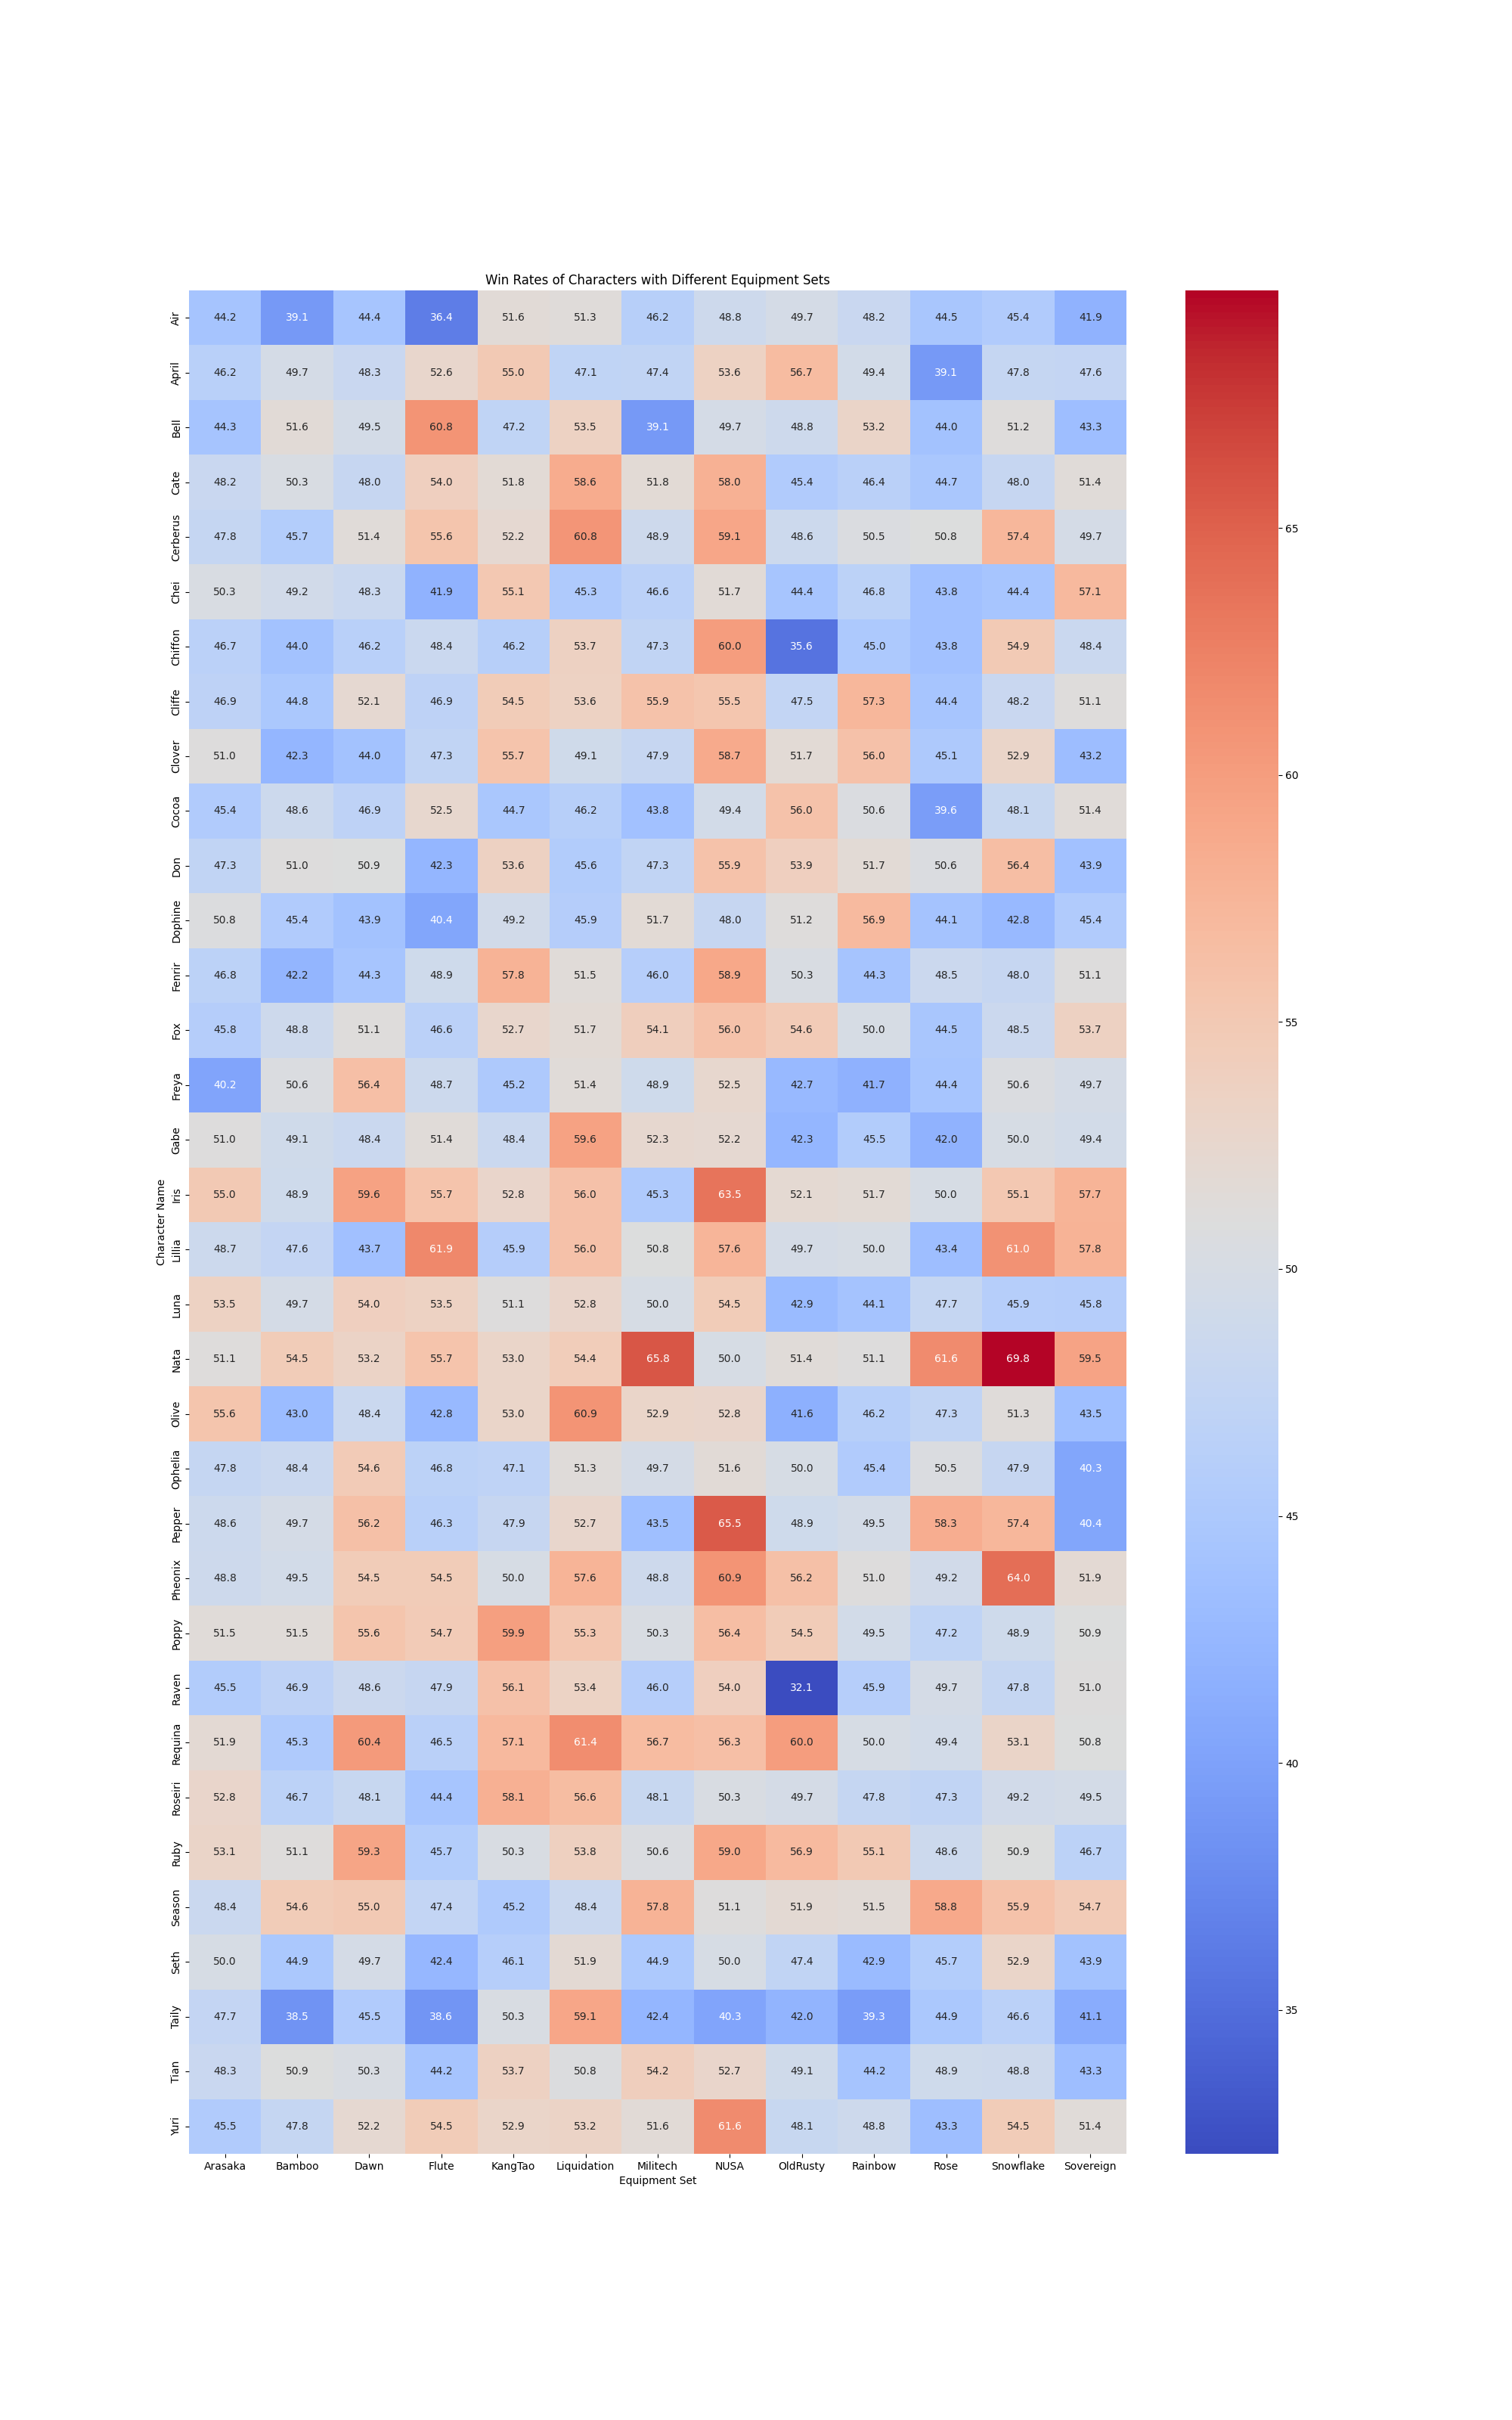 Win Rates of Characters with Different Equipment Sets
Air 44.2 39.1 44.4 36.4 51.6 51.3 46.2 48.8 49.7 48.2 44.5 45.4 41.9
April 46.2 49.7 48.3 52.6 55.0 47.1 47.4 53.6 56.7 49.4 39.1 47.8 47.6
Bell 44.3 51.6 49.5 60.8 47.2 53.5 39.1 49.7 48.8 53.2 44.0 51.2 43.3
Cate 48.2 50.3 48.0 54.0 51.8 58.6 51.8 58.0 45.4 46.4 44.7 48.0 51.4
Cerberus 47.8 45.7 51.4 55.6 52.2 60.8 48.9 59.1 48.6 50.5 50.8 57.4 49.7
Chei 50.3 49.2 48.3 41.9 55.1 45.3 46.6 51.7 44.4 46.8 43.8 44.4 57.1
Chiffon 46.7 44.0 46.2 48.4 46.2 53.7 47.3 60.0 35.6 45.0 43.8 54.9 48.4
Cliffe 46.9 44.8 52.1 46.9 54.5 53.6 55.9 55.5 47.5 57.3 44.4 48.2 51.1
Clover 51.0 42.3 44.0 47.3 55.7 49.1 47.9 58.7 51.7 56.0 45.1 52.9 43.2
Cocoa 45.4 48.6 46.9 52.5 44.7 46.2 43.8 49.4 56.0 50.6 39.6 48.1 51.4
Don 47.3 51.0 50.9 42.3 53.6 45.6 47.3 55.9 53.9 51.7 50.6 56.4 43.9
Dophine 50.8 45.4 43.9 40.4 49.2 45.9 51.7 48.0 51.2 56.9 44.1 42.8 45.4
Fenrir 46.8 42.2 44.3 48.9 57.8 51.5 46.0 58.9 50.3 44.3 48.5 48.0 51.1
Fox 45.8 48.8 51.1 46.6 52.7 51.7 54.1 56.0 54.6 50.0 44.5 48.5 53.7
Freya 40.2 50.6 56.4 48.7 45.2 51.4 48.9 52.5 42.7 41.7 44.4 50.6 49.7
Gabe 51.0 49.1 48.4 51.4 48.4 59.6 52.3 52.2 42.3 45.5 42.0 50.0 49.4
Iris 55.0 48.9 59.6 55.7 52.8 56.0 45.3 63.5 52.1 51.7 50.0 55.1 57.7
Character Name
Lillia 48.7 47.6 43.7 61.9 45.9 56.0 50.8 57.6 49.7 50.0 43.4 61.0 57.8
Luna 53.5 49.7 54.0 53.5 51.1 52.8 50.0 54.5 42.9 44.1 47.7 45.9 45.8
Nata 51.1 54.5 53.2 55.7 53.0 54.4 65.8 50.0 51.4 51.1 61.6 69.8 59.5
Olive 55.6 43.0 48.4 42.8 53.0 60.9 52.9 52.8 41.6 46.2 47.3 51.3 43.5
Ophelia 47.8 48.4 54.6 46.8 47.1 51.3 49.7 51.6 50.0 45.4 50.5 47.9 40.3
Pepper 48.6 49.7 56.2 46.3 47.9 52.7 43.5 65.5 48.9 49.5 58.3 57.4 40.4
Pheonix 48.8 49.5 54.5 54.5 50.0 57.6 48.8 60.9 56.2 51.0 49.2 64.0 51.9
Poppy 51.5 51.5 55.6 54.7 59.9 55.3 50.3 56.4 54.5 49.5 47.2 48.9 50.9
Raven 45.5 46.9 48.6 47.9 56.1 53.4 46.0 54.0 32.1 45.9 49.7 47.8 51.0
Requina 51.9 45.3 60.4 46.5 57.1 61.4 56.7 56.3 60.0 50.0 49.4 53.1 50.8
Roseiri 52.8 46.7 48.1 44.4 58.1 56.6 48.1 50.3 49.7 47.8 47.3 49.2 49.5
Ruby 53.1 51.1 59.3 45.7 50.3 53.8 50.6 59.0 56.9 55.1 48.6 50.9 46.7
Season 48.4 54.6 55.0 47.4 45.2 48.4 57.8 51.1 51.9 51.5 58.8 55.9 54.7
Seth 50.0 44.9 49.7 42.4 46.1 51.9 44.9 50.0 47.4 42.9 45.7 52.9 43.9
Taily 47.7 38.5 45.5 38.6 50.3 59.1 42.4 40.3 42.0 39.3 44.9 46.6 41.1
Tian 48.3 50.9 50.3 44.2 53.7 50.8 54.2 52.7 49.1 44.2 48.9 48.8 43.3
Yuri 45.5 47.8 52.2 54.5 52.9 53.2 51.6 61.6 48.1 48.8 43.3 54.5 51.4
Arasaka Bamboo Dawn Flute KangTao Liquidation Militech NUSA OldRusty Rainbow Rose Snowflake Sovereign
Equipment Set
65
60
55
50
45
40
35